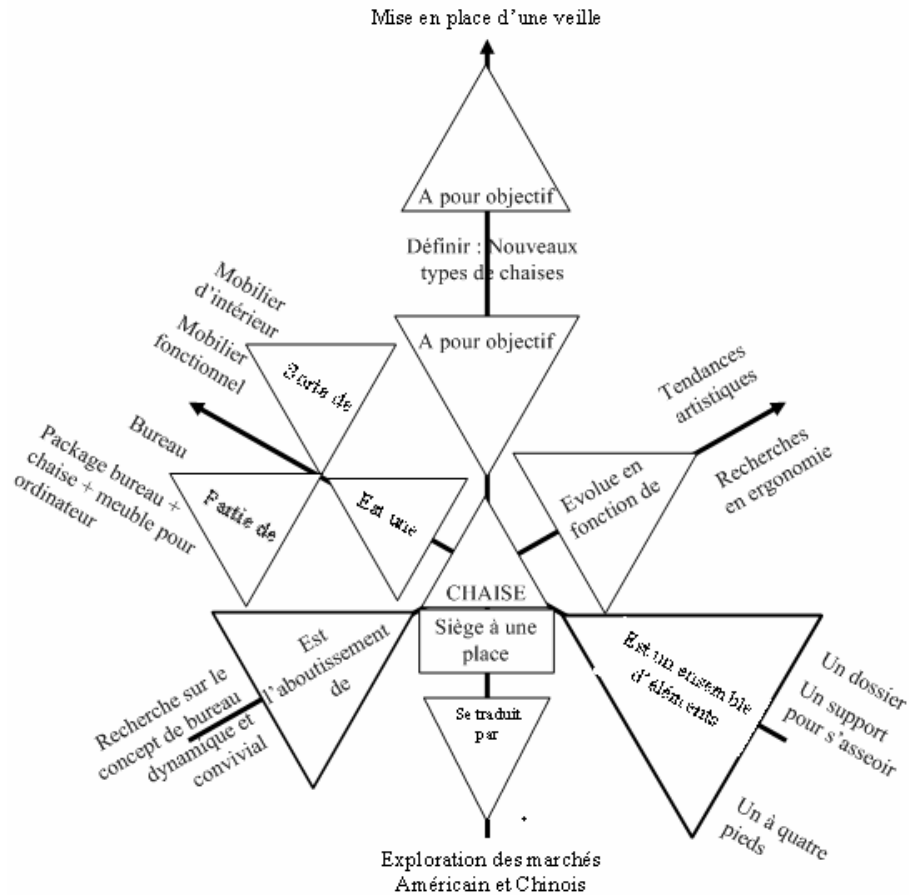 Mise en place d'une veille
A pour objectif
Définir : Nouveaux
types de chaises
A pour objectif
Mobilier
d'intérieur
Mobilier
fonctionnel
Sorte de
Bureau
Package bureau +
chaise + meuble pour
ordinateur
Partie de
Est une
Tendances
artistiques
Recherches
en ergonomie
Evolue en
fonction de
CHAISE
Siège à une
place
Est
l'aboutissement
de
Recherche sur le
concept de bureau
dynamique et
convivial
Est un ensemble
d'éléments
Un dossier
Un support
pour s'asseoir
Un à quatre
pieds
Se traduit
par
Exploration des marchés
Américain et Chinois